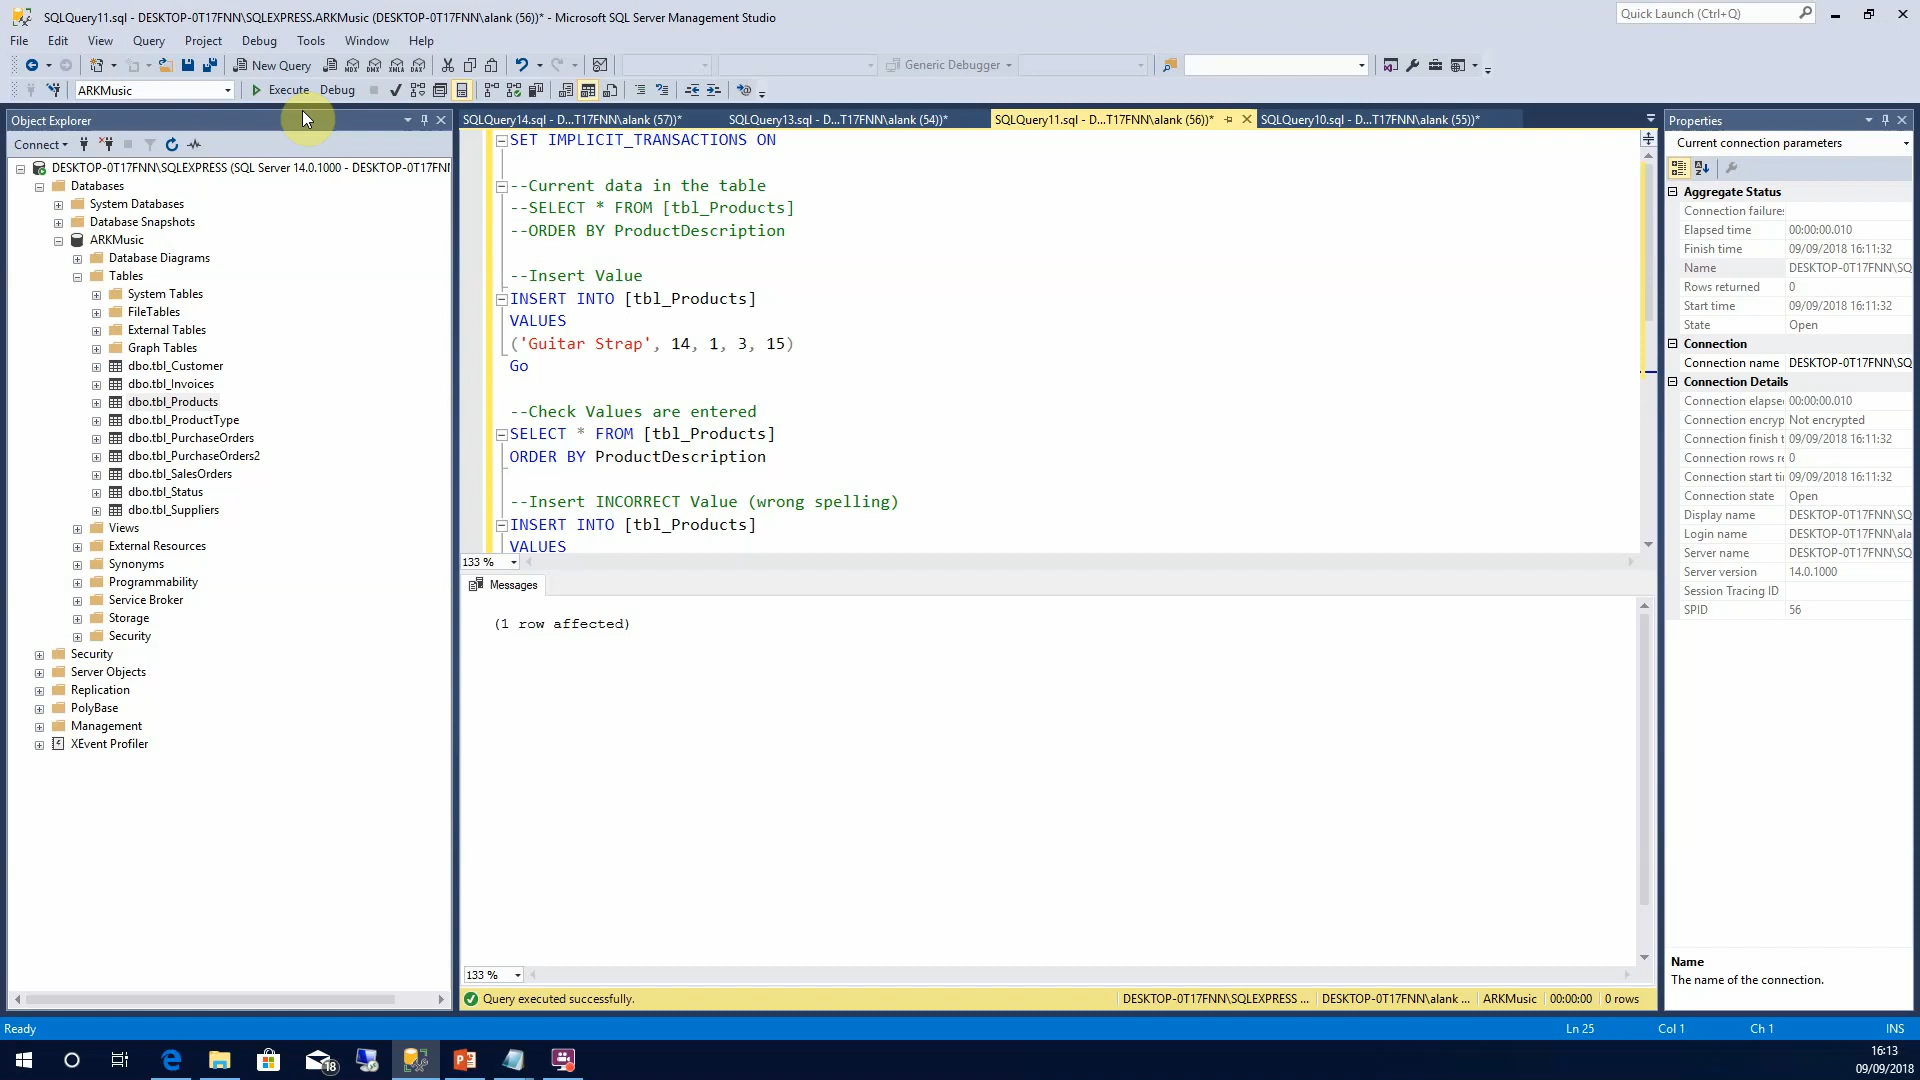 SQLQuery11.sql - DESKTOP-0T17FNN\SQLEXPRESS.ARKMusic (DESKTOP-0T17FNN\alank (56))* - Microsoft SQL Server Management Studio
Quick Launch (Ctrl+Q)
File Edit View Query Project Debug Tools Window Help
New Query MDX DMX XMLA DAX Generic Debugger
ARKMusic Execute Debug
Object Explorer
Connect
DESKTOP-0T17FNN\SQLEXPRESS (SQL Server 14.0.1000 - DESKTOP-0T17FNN
Databases
System Databases
Database Snapshots
ARKMusic
Database Diagrams
Tables
System Tables
FileTables
External Tables
Graph Tables
dbo.tbl_Customer
dbo.tbl_Invoices
dbo.tbl_Products
dbo.tbl_ProductType
dbo.tbl_PurchaseOrders
dbo.tbl_PurchaseOrders2
dbo.tbl_SalesOrders
dbo.tbl_Status
dbo.tbl_Suppliers
Views
External Resources
Synonyms
Programmability
Service Broker
Storage
Security
Security
Server Objects
Replication
PolyBase
Management
XEvent Profiler
SQLQuery14.sql - D...T17FNN\alank (57))* SQLQuery13.sql - D...T17FNN\alank (54))* SQLQuery11.sql - D...T17FNN\alank (56))* SQLQuery10.sql - D...T17FNN\alank (55))*
SET IMPLICIT_TRANSACTIONS ON
--Current data in the table
--SELECT * FROM [tbl_Products]
--ORDER BY ProductDescription
--Insert Value
INSERT INTO [tbl_Products]
VALUES
('Guitar Strap', 14, 1, 3, 15)
Go
--Check Values are entered
SELECT * FROM [tbl_Products]
ORDER BY ProductDescription
--Insert INCORRECT Value (wrong spelling)
INSERT INTO [tbl_Products]
VALUES
133 %
Messages
(1 row affected)
133 %
Query executed successfully. DESKTOP-0T17FNN\SQLEXPRESS ... DESKTOP-0T17FNN\alank ... ARKMusic 00:00:00 0 rows
Properties
Current connection parameters
Aggregate Status
Connection failures
Elapsed time 00:00:00.010
Finish time 09/09/2018 16:11:32
Name DESKTOP-0T17FNN\SQ
Rows returned 0
Start time 09/09/2018 16:11:32
State Open
Connection
Connection name DESKTOP-0T17FNN\SQ
Connection Details
Connection elapse 00:00:00.010
Connection encryp Not encrypted
Connection finish t 09/09/2018 16:11:32
Connection rows re 0
Connection start ti 09/09/2018 16:11:32
Connection state Open
Display name DESKTOP-0T17FNN\SQ
Login name DESKTOP-0T17FNN\ala
Server name DESKTOP-0T17FNN\SQ
Server version 14.0.1000
Session Tracing ID
SPID 56
Name
The name of the connection.
Ready Ln 25 Col 1 Ch 1 INS
18
16:13
09/09/2018